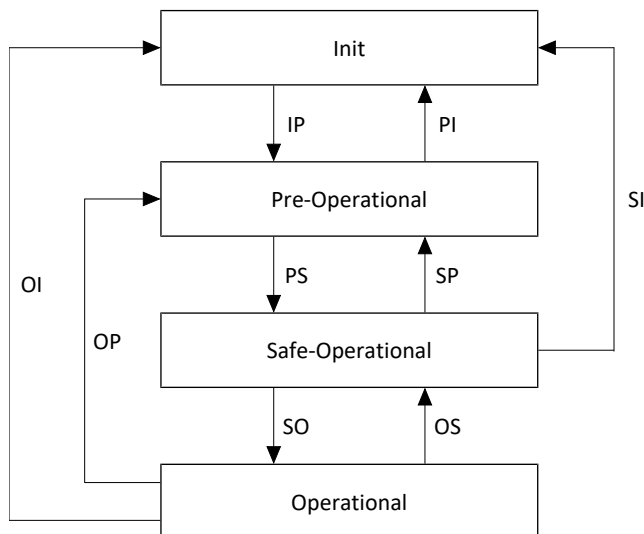 Init
IP
PI
Pre-Operational
SI
PS
SP
OI
OP
Safe-Operational
SO
OS
Operational